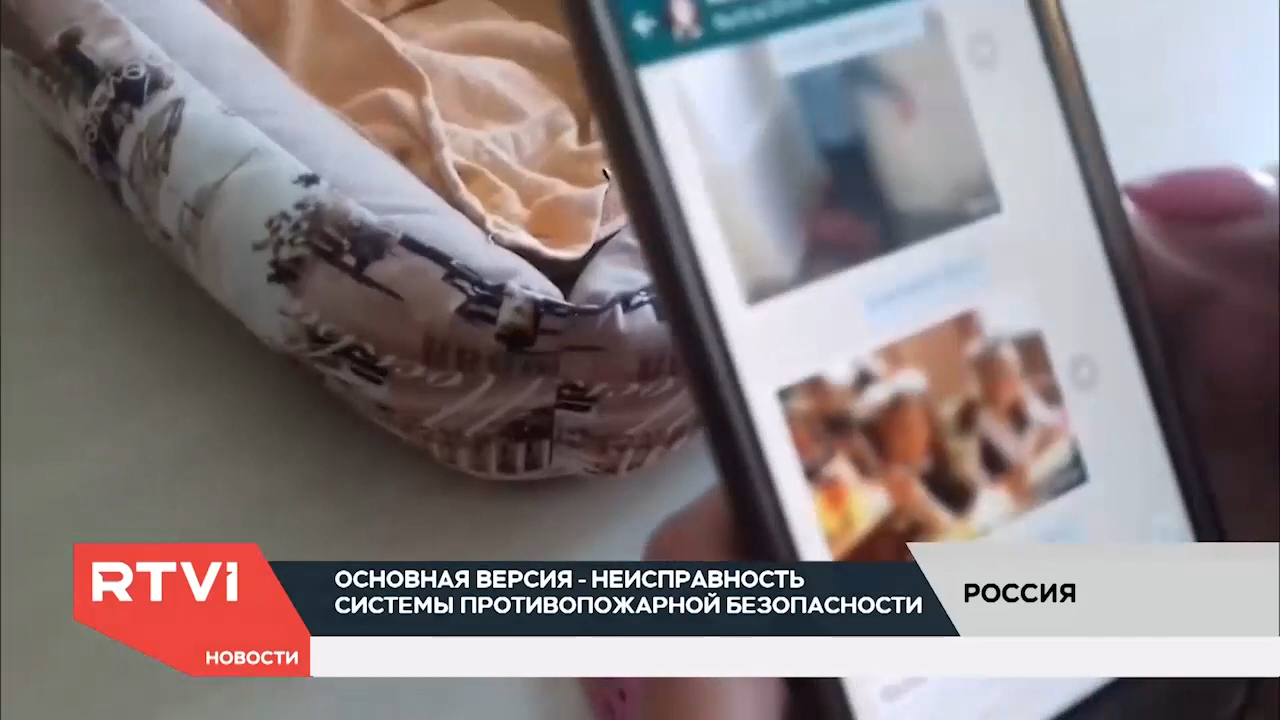 RTVI
НОВОСТИ
ОСНОВНАЯ ВЕРСИЯ - НЕИСПРАВНОСТЬ
СИСТЕМЫ ПРОТИВОПОЖАРНОЙ БЕЗОПАСНОСТИ
РОССИЯ